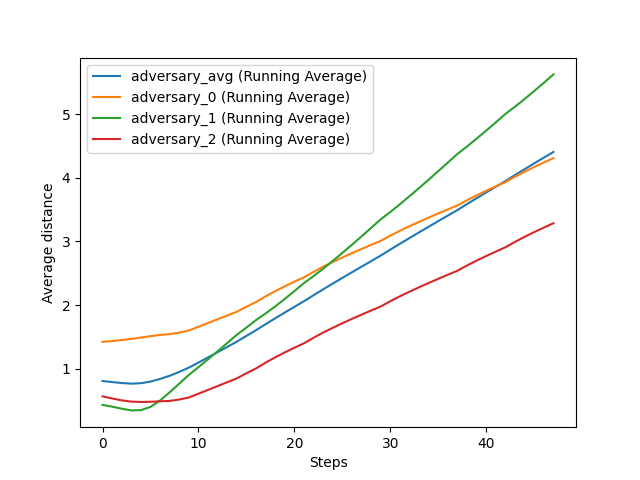 adversary_avg (Running Average)
adversary_0 (Running Average)
adversary_1 (Running Average)
adversary_2 (Running Average)
Average distance
5
4
3
2
1
0 10 20 30 40
Steps